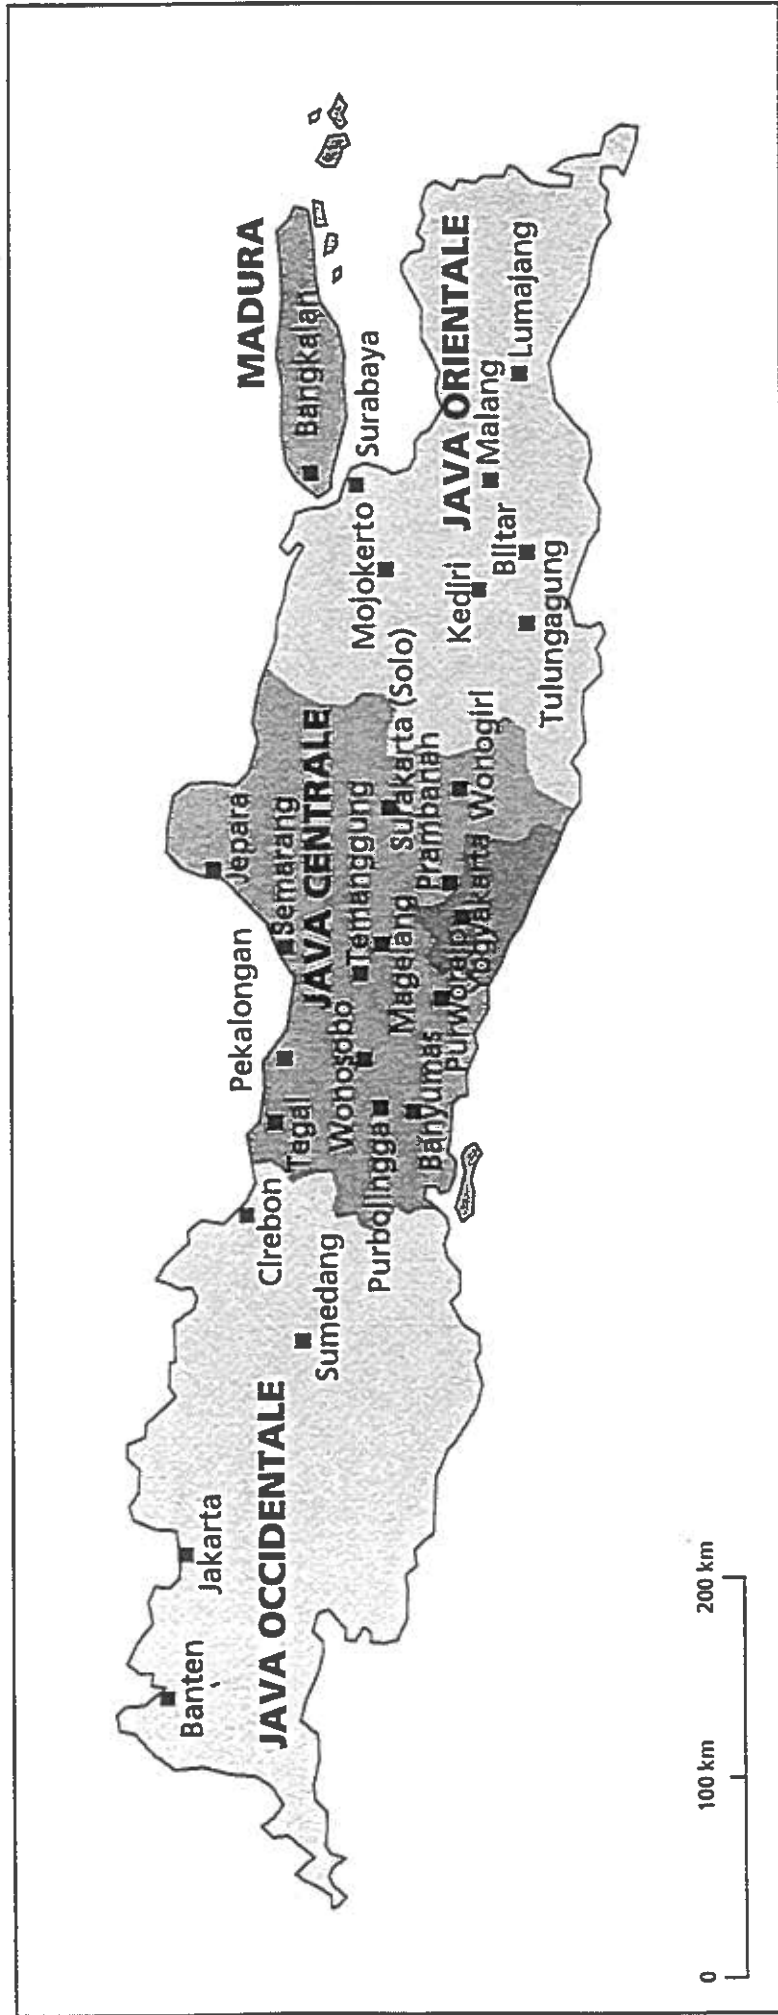 MADURA
Bangkalan
Surabaya
JAVA ORIENTALE
Mojokerto
Malang
Lumajang
Kediri
Blitar
Tulungagung
JAVA CENTRALE
Jepara
Semarang
Pekalongan
Tegal
Temanggung
Wonosobo
Surakarta (Solo)
Prambanan
Wonogiri
Magelang
Yogyakarta
Purworejo
Banyumas
Purbojingga
Cirebon
Sumedang
JAVA OCCIDENTALE
Jakarta
Banten
0
100 km
200 km